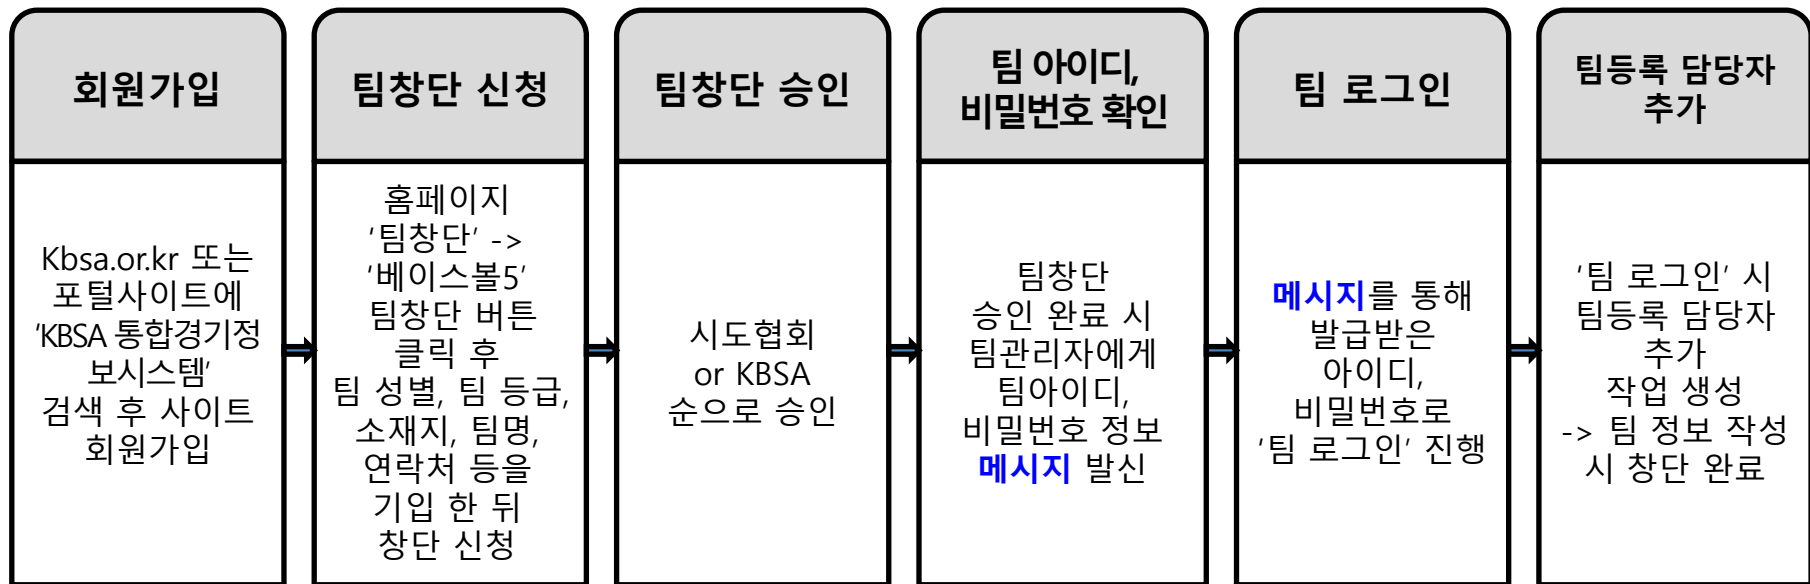 회원가입
Kbsa.or.kr 또는
포털사이트에
'KBSA 통합경기정
보시스템'
검색 후 사이트
회원가입
팀창단 신청
홈페이지
'팀창단' ->
'베이스볼5'
팀창단 버튼
클릭 후
팀 성별, 팀 등급,
소재지, 팀명,
연락처 등을
기입 한 뒤
창단 신청
팀창단 승인
시도협회
or KBSA
순으로 승인
팀 아이디,
비밀번호 확인
팀창단
승인 완료 시
팀관리자에게
팀아이디,
비밀번호 정보
메시지 발신
팀 로그인
메시지를 통해
발급받은
아이디,
비밀번호로
'팀 로그인' 진행
팀등록 담당자
추가
'팀 로그인' 시
팀등록 담당자
추가
작업 생성
-> 팀 정보 작성
시 창단 완료